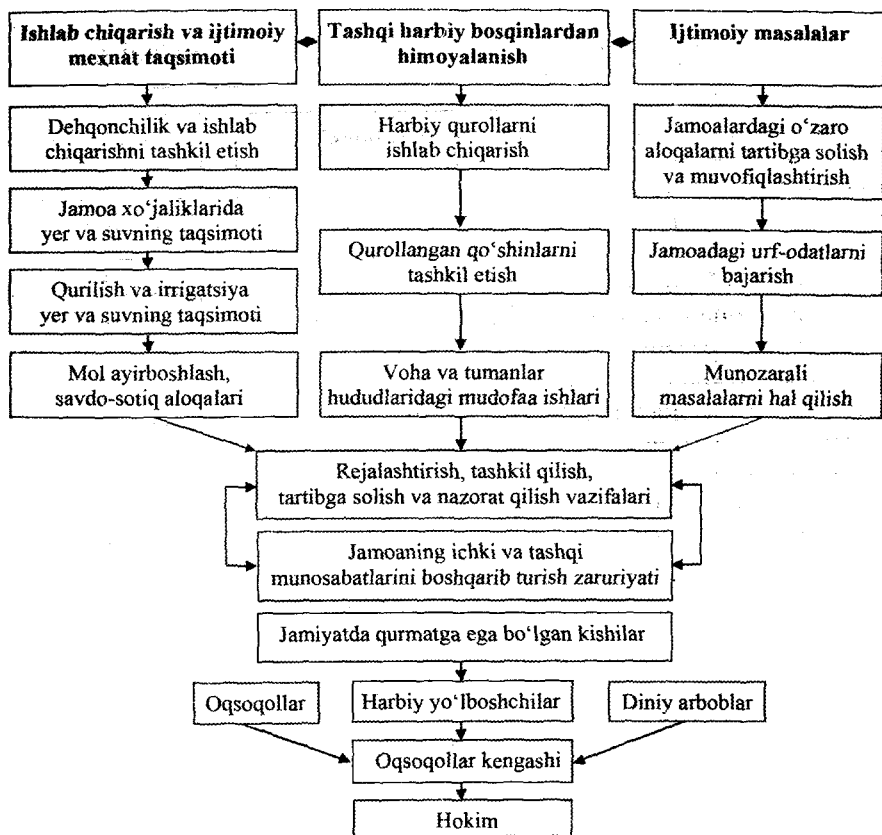 Ishlab chiqarish va ijtimoiy
mexnat taqsimoti
Tashqi harbiy bosqinlardan
himoyalanish
Ijtimoiy masalalar
Dehqonchilik va ishlab
chiqarishni tashkil etish
Harbiy qurollarni
ishlab chiqarish
Jamoalardagi o‘zaro
aloqalarni tartibga solish
va muvofiqlashtirish
Jamoa xo‘jaliklarida
yer va suvning taqsimoti
Qurollangan qo‘shinlarni
tashkil etish
Jamoadagi urf-odatlarni
bajarish
Qurilish va irrigatsiya
yer va suvning taqsimoti
Mol ayirboshlash,
savdo-sotiq aloqalari
Voha va tumanlar
hududlaridagi mudofaa ishlari
Munozarali
masalalarni hal qilish
Rejalashtirish, tashkil qilish,
tartibga solish va nazorat qilish vazifalari
Jamoaning ichki va tashqi
munosabatlarini boshqarib turish zaruriyati
Jamiyatda qurmatga ega bo‘lgan kishilar
Oqsoqollar
Harbiy yo‘lboshchilar
Diniy arboblar
Oqsoqollar kengashi
Hokim